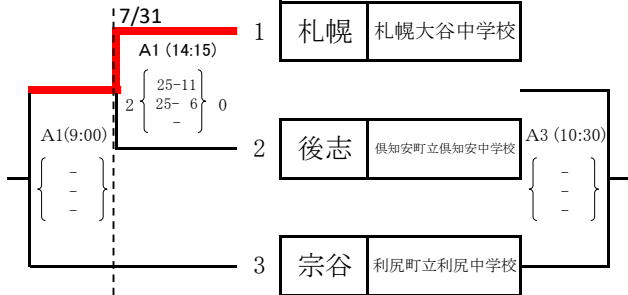 7/31
1 札幌 札幌大谷中学校
A1 (14:15)
2 25-11 0
25- 6
-
A1(9:00)
-
-
-
2 後志 倶知安町立倶知安中学校
A3 (10:30)
-
-
-
3 宗谷 利尻町立利尻中学校